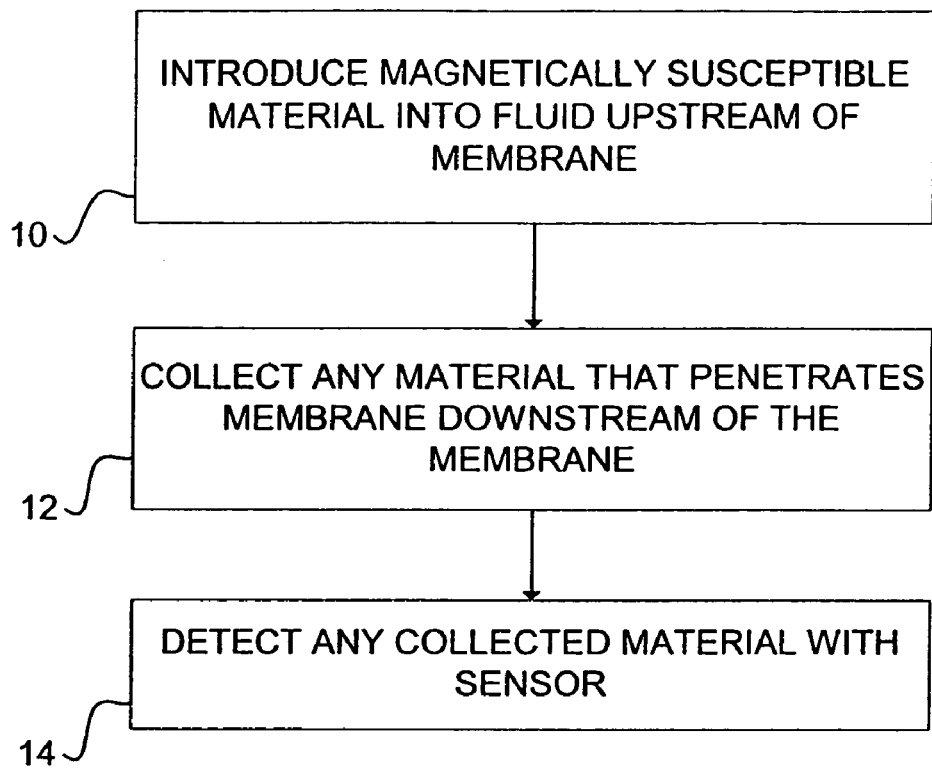 INTRODUCE MAGNETICALLY SUSCEPTIBLE
MATERIAL INTO FLUID UPSTREAM OF
MEMBRANE
10
COLLECT ANY MATERIAL THAT PENETRATES
MEMBRANE DOWNSTREAM OF THE
MEMBRANE
12
DETECT ANY COLLECTED MATERIAL WITH
SENSOR
14